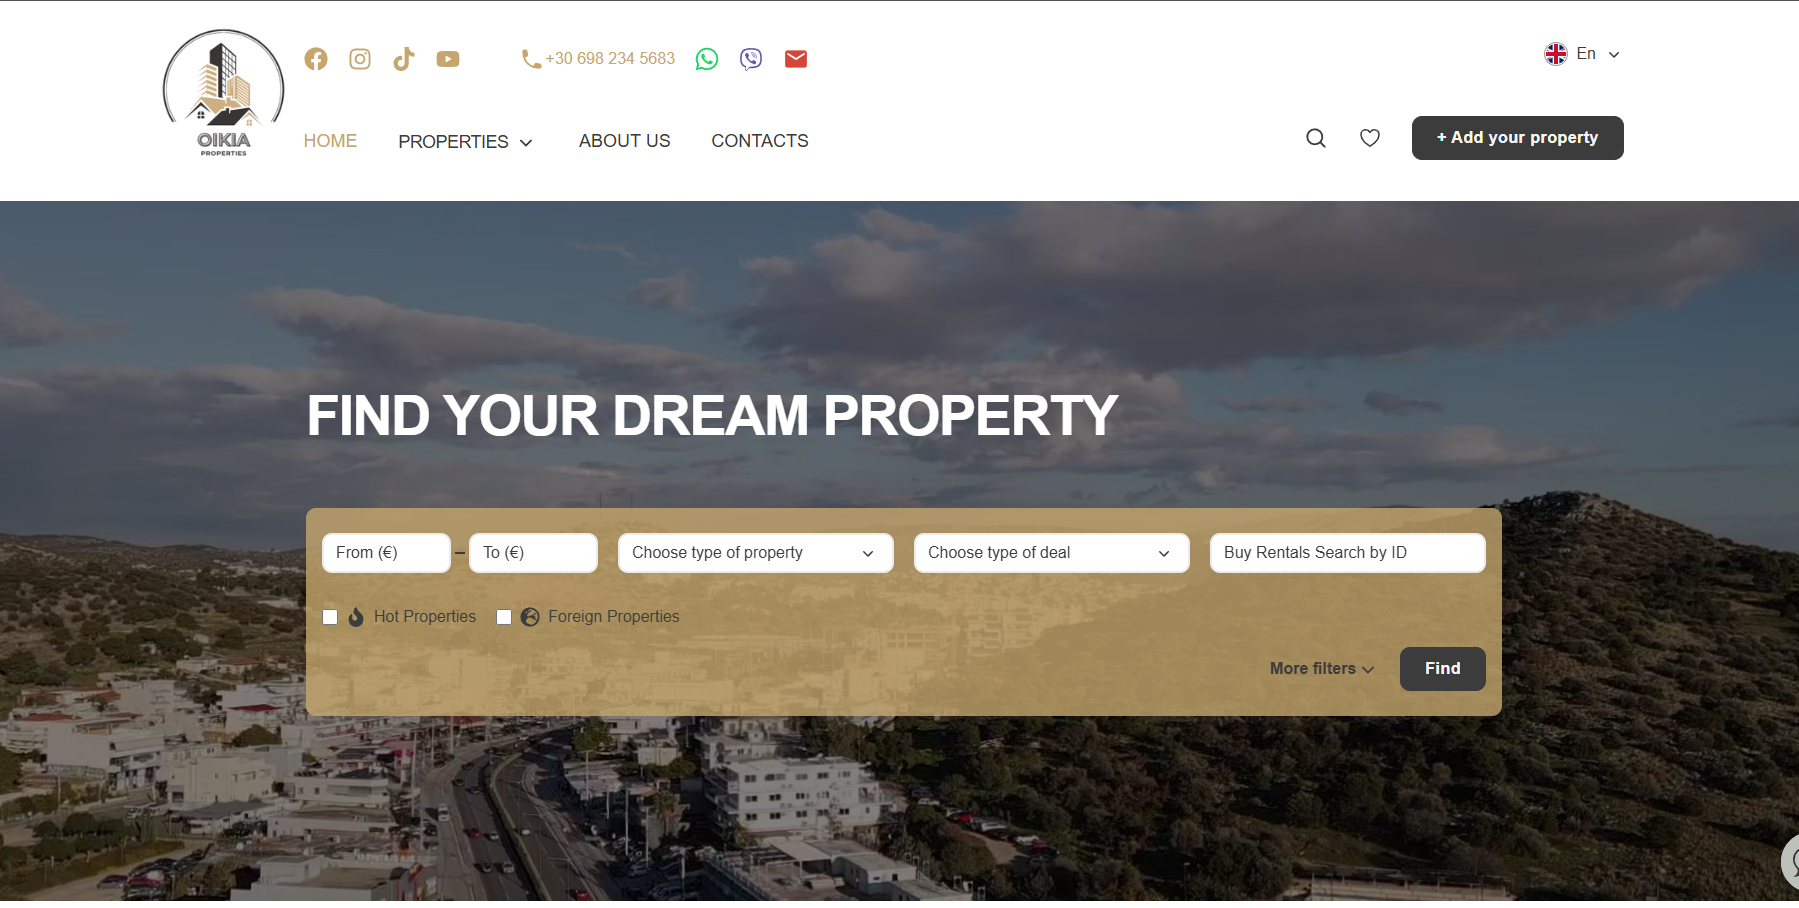 OIKIA
PROPERTIES
+30 698 234 5683
En
HOME
PROPERTIES
ABOUT US
CONTACTS
+ Add your property
FIND YOUR DREAM PROPERTY
From (€)
–
To (€)
Choose type of property
Choose type of deal
Buy Rentals Search by ID
Hot Properties
Foreign Properties
More filters
Find